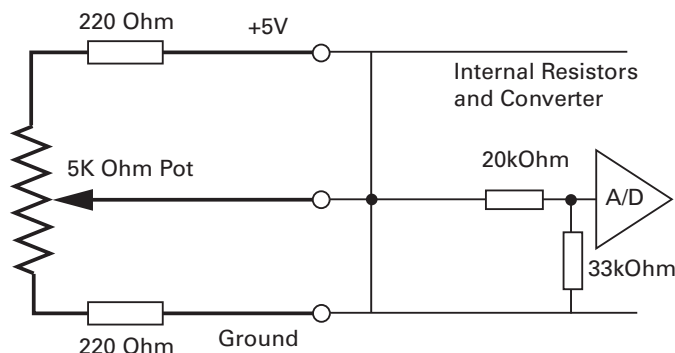 220 Ohm
+5V
Internal Resistors
and Converter
5K Ohm Pot
20kOhm
A/D
33kOhm
Ground
220 Ohm